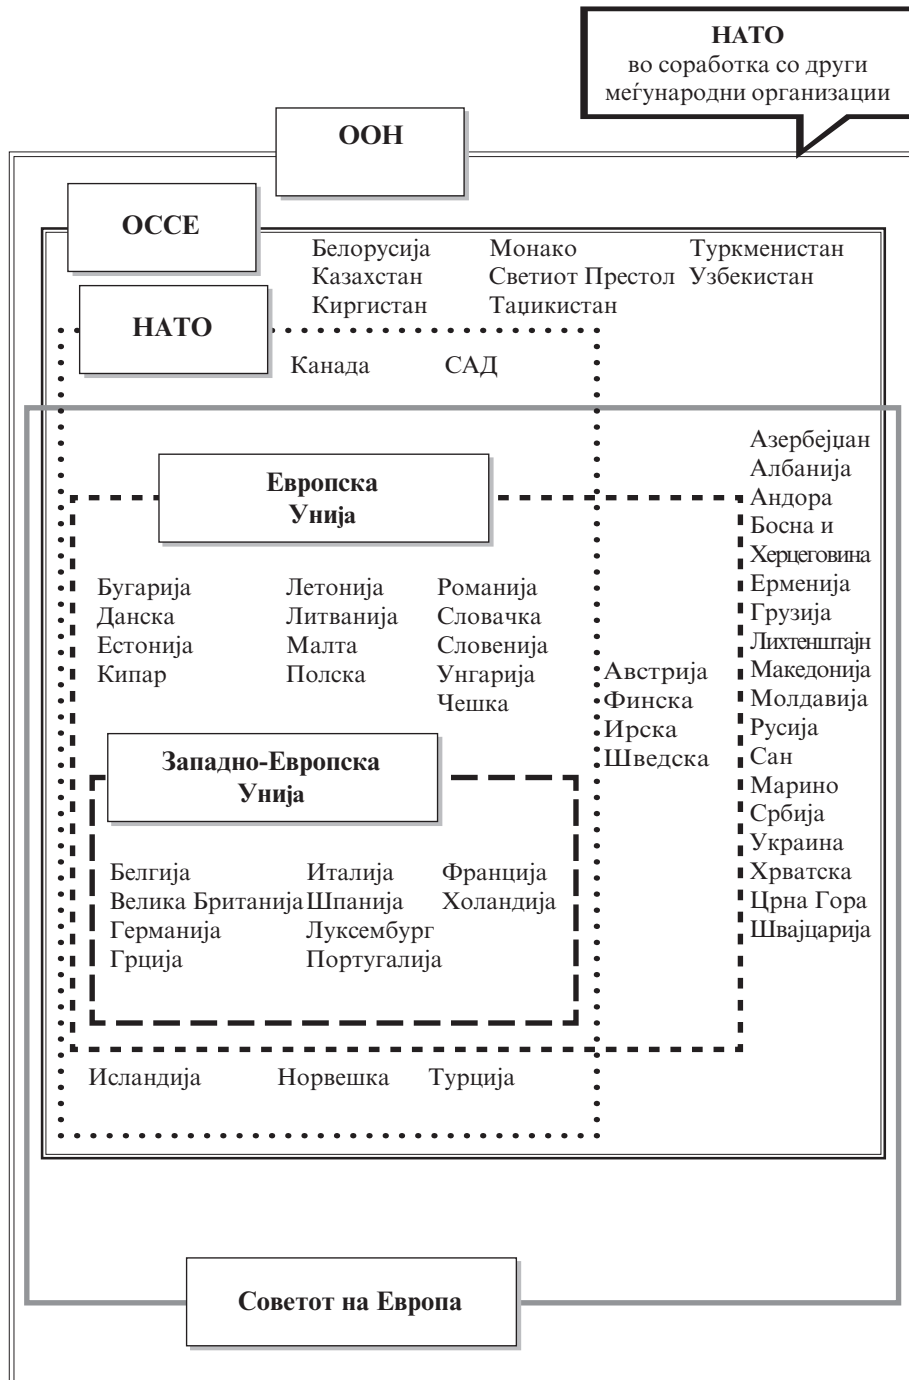 НАТО
во соработка со други
меѓународни организации
ООН
ОССЕ
Белорусија Монако Туркменистан
Казахстан Светиот Престол Узбекистан
Киргистан Таџикистан
НАТО
Канада САД
Европска
Унија
Азербејџан
Албанија
Андора
Босна и
Херцеговина
Ерменија
Грузија
Лихтенштајн
Македонија
Молдавија
Русија
Сан
Марино
Србија
Украина
Хрватска
Црна Гора
Швајцарија
Бугарија Летонија Романија
Данска Литванија Словачка
Естонија Малта Словенија
Кипар Полска Унгарија
Чешка
Австрија
Финска
Ирска
Шведска
Западно-Европска
Унија
Белгија Италија Франција
Велика Британија Шпанија Холандија
Германија Луксембург
Грција Португалија
Исландија Норвешка Турција
Советот на Европа